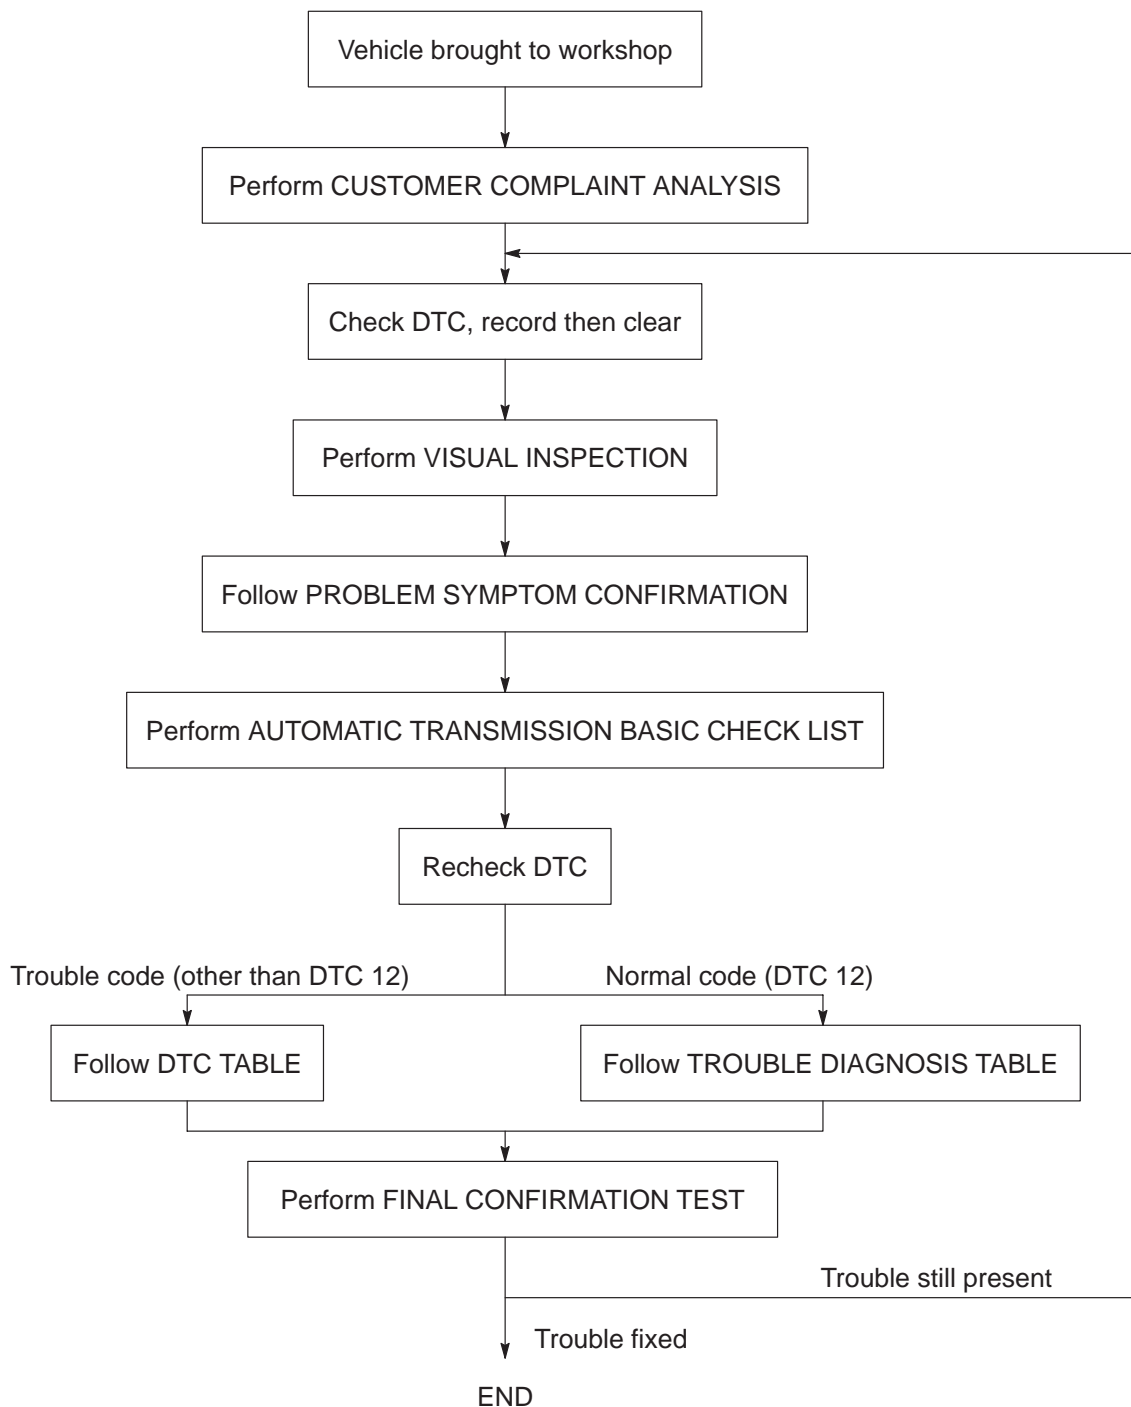 Vehicle brought to workshop
Perform CUSTOMER COMPLAINT ANALYSIS
Check DTC, record then clear
Perform VISUAL INSPECTION
Follow PROBLEM SYMPTOM CONFIRMATION
Perform AUTOMATIC TRANSMISSION BASIC CHECK LIST
Recheck DTC
Trouble code (other than DTC 12)
Normal code (DTC 12)
Follow DTC TABLE
Follow TROUBLE DIAGNOSIS TABLE
Perform FINAL CONFIRMATION TEST
Trouble still present
Trouble fixed
END